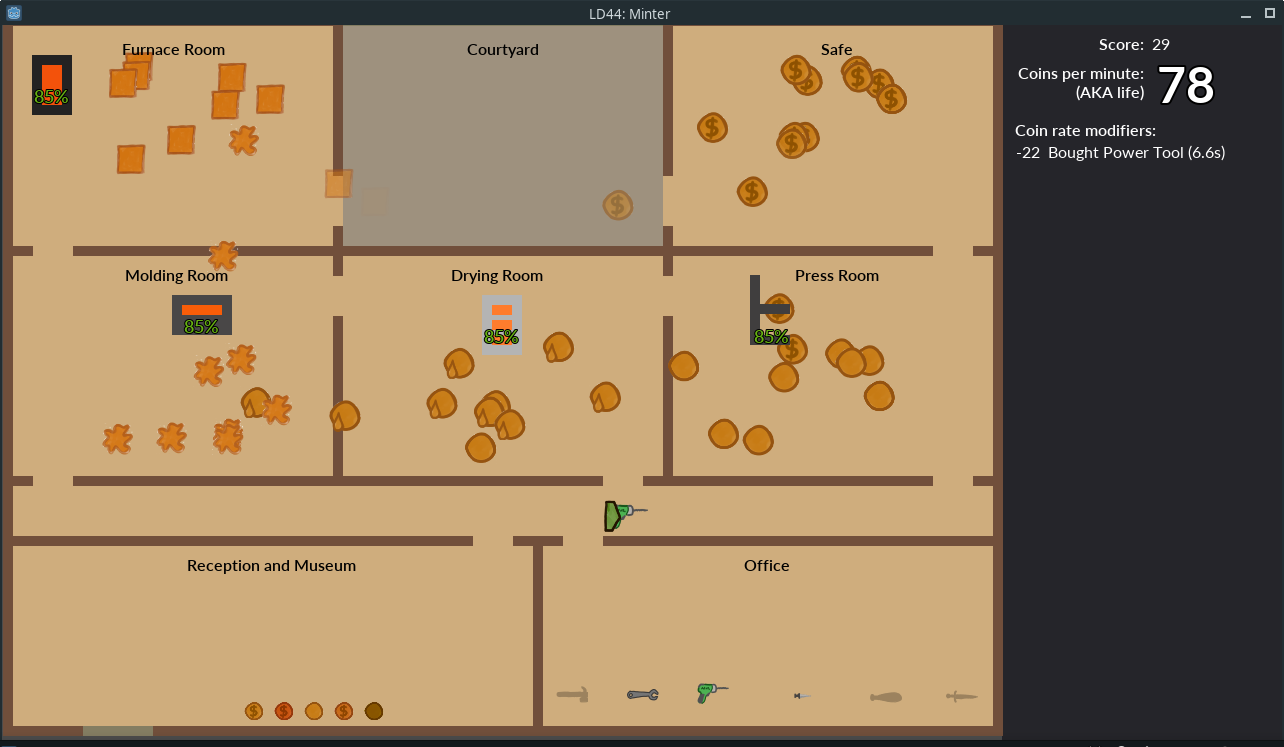 LD44: Minter
Furnace Room
Courtyard
Safe
85%
Molding Room
Drying Room
Press Room
85%
85%
85%
Reception and Museum
Office
Score: 29
Coins per minute: 78
(AKA life)
Coin rate modifiers:
-22 Bought Power Tool (6.6s)